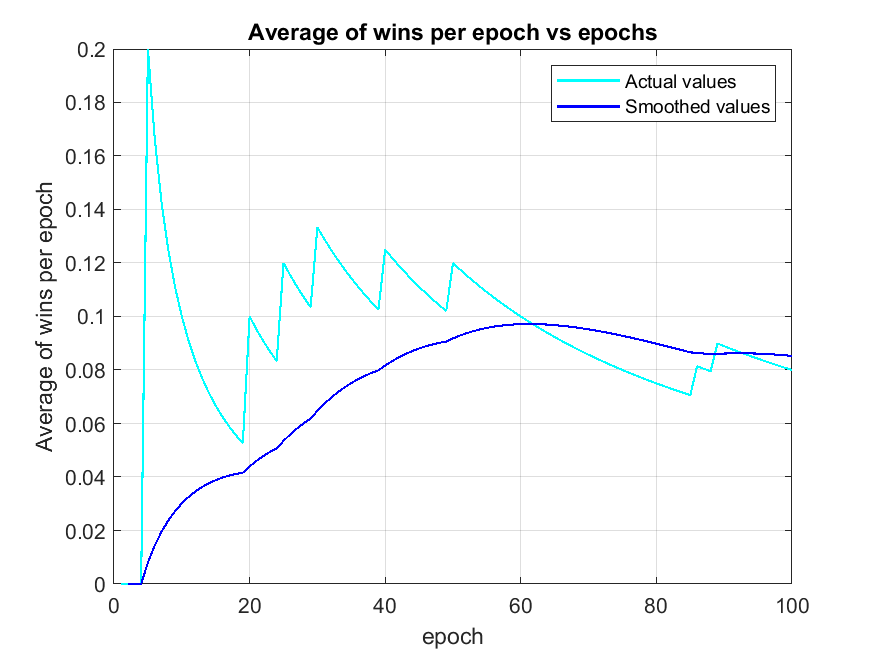 Average of wins per epoch vs epochs
Actual values
Smoothed values
Average of wins per epoch
0.2
0.18
0.16
0.14
0.12
0.1
0.08
0.06
0.04
0.02
0
0 20 40 60 80 100
epoch